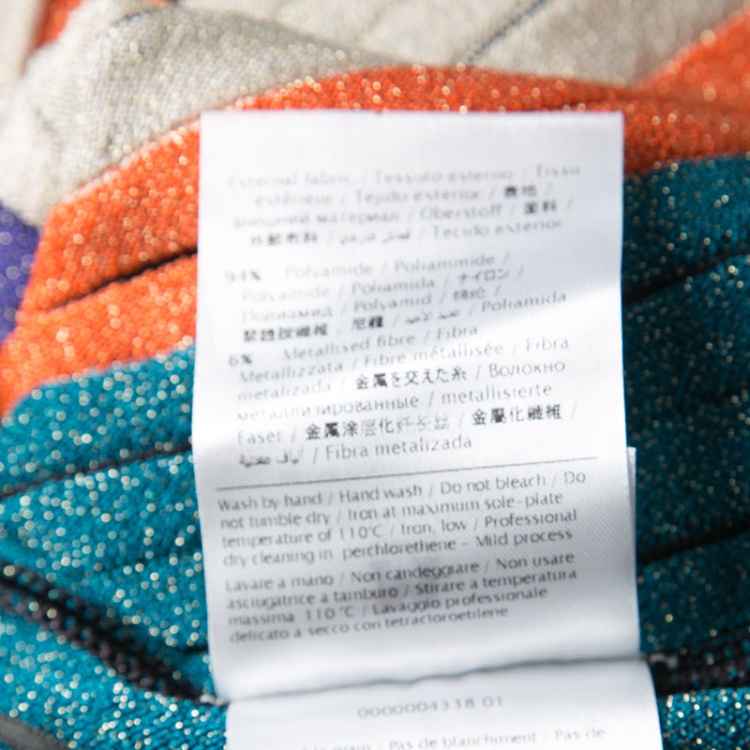 External fabric / Tessuto esterno / Tissu
extérieur / Tejido exterior / 表地 /
внешний материал / Oberstoff / 面料 /
外部布料 / / Tecido exterior
94% Polyamide / Poliammide /
Polyamide / Poliamida / ナイロン /
Полиамид / Polyamid / 锦纶 /
聚醯胺纖維 / 尼龍 / / Poliamida
6% Metallised fibre / Fibra
Metallizzata / Fibre métallisée / Fibra
metalizada / 金属を交えた糸 / Волокно
металлизированные / metallisierte
Faser / 金属涂层化纤长丝 / 金屬化纖維 /
ألياف معدنية / Fibra metalizada
Wash by hand / Hand wash / Do not bleach / Do
not tumble dry / Iron at maximum sole-plate
temperature of 110°C / Iron, low / Professional
dry cleaning in perchlorethene - Mild process
Lavare a mano / Non candeggiare / Non usare
asciugatrice a tamburo / Stirare a temperatura
massima 110°C / Lavaggio professionale
delicato a secco con tetracloroetilene
0000004338 01
main / Pas de blanchiment / Pas de